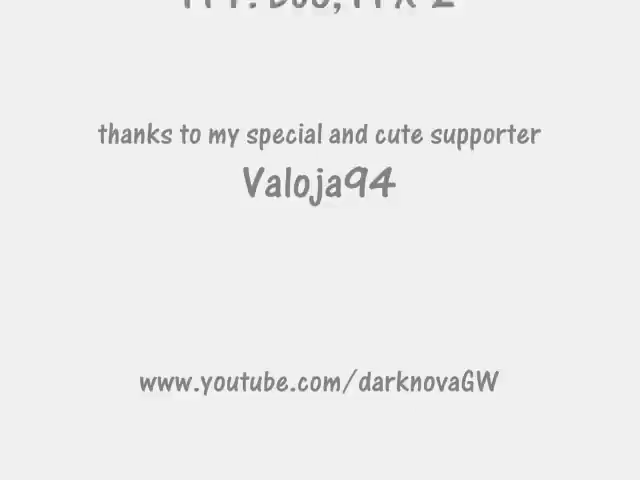 thanks to my special and cute supporter
Valoja94
www.youtube.com/darknovaGW